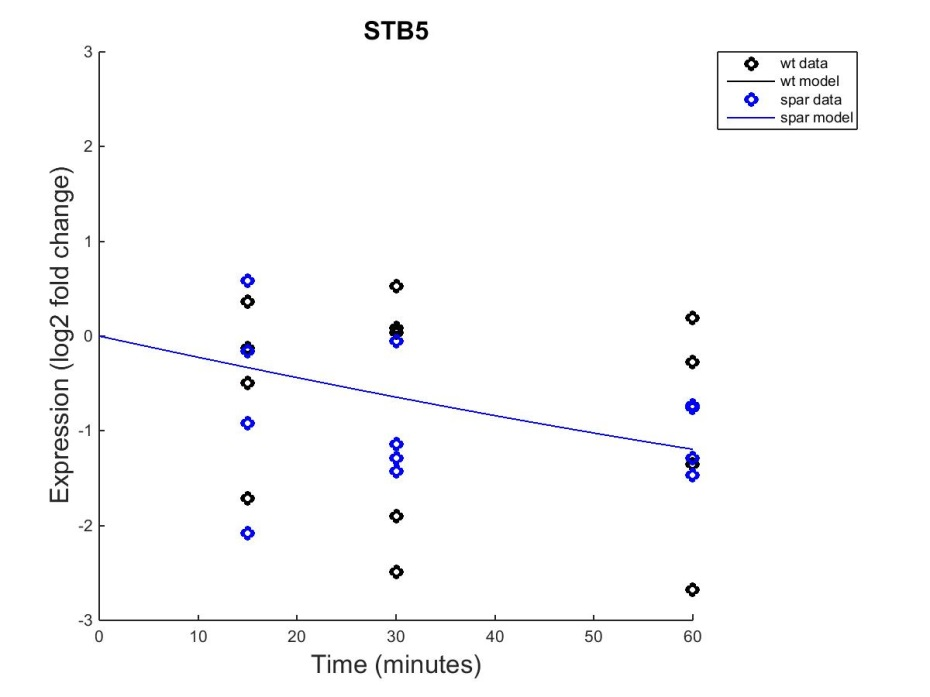 STB5
3
2
1
0
-1
-2
-3
Expression (log2 fold change)
0 10 20 30 40 50 60
Time (minutes)
wt data
wt model
spar data
spar model